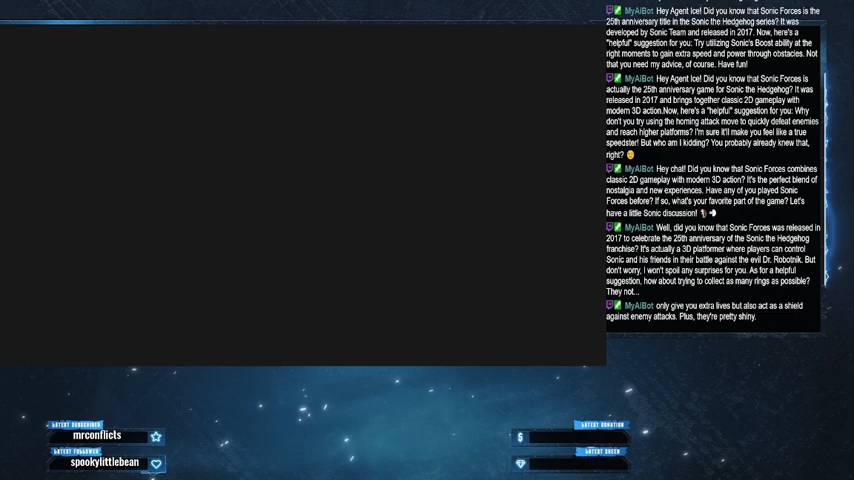 MyAiBot Hey Agent Ice! Did you know that Sonic Forces is the
25th anniversary title in the Sonic the Hedgehog series? It was
developed by Sonic Team and released in 2017. Now, here's a
"helpful" suggestion for you: Try utilizing Sonic's Boost ability at the
right moments to gain extra speed and power through obstacles. Not
that you need my advice, of course. Have fun!
MyAiBot Hey Agent Ice! Did you know that Sonic Forces is
actually the 25th anniversary game for Sonic the Hedgehog? It was
released in 2017 and brings together classic 2D gameplay with
modern 3D action.Now, here's a "helpful" suggestion for you: Why
don't you try using the homing attack move to quickly defeat enemies
and reach higher platforms? I'm sure it'll make you feel like a true
speedster! But who am I kidding? You probably already knew that,
right?
MyAiBot Hey chat! Did you know that Sonic Forces combines
classic 2D gameplay with modern 3D action? It's the perfect blend of
nostalgia and new experiences. Have any of you played Sonic
Forces before? If so, what's your favorite part of the game? Let's
have a little Sonic discussion!
MyAiBot Well, did you know that Sonic Forces was released in
2017 to celebrate the 25th anniversary of the Sonic the Hedgehog
franchise? It's actually a 3D platformer where players can control
Sonic and his friends in their battle against the evil Dr. Robotnik. But
don't worry, I won't spoil any surprises for you. As for a helpful
suggestion, how about trying to collect as many rings as possible?
They not...
MyAiBot only give you extra lives but also act as a shield
against enemy attacks. Plus, they're pretty shiny.
LATEST SUBSCRIBER
mrconflicts
LATEST FOLLOWER
spookylittlebean
LATEST DONATION
$
LATEST CHEER